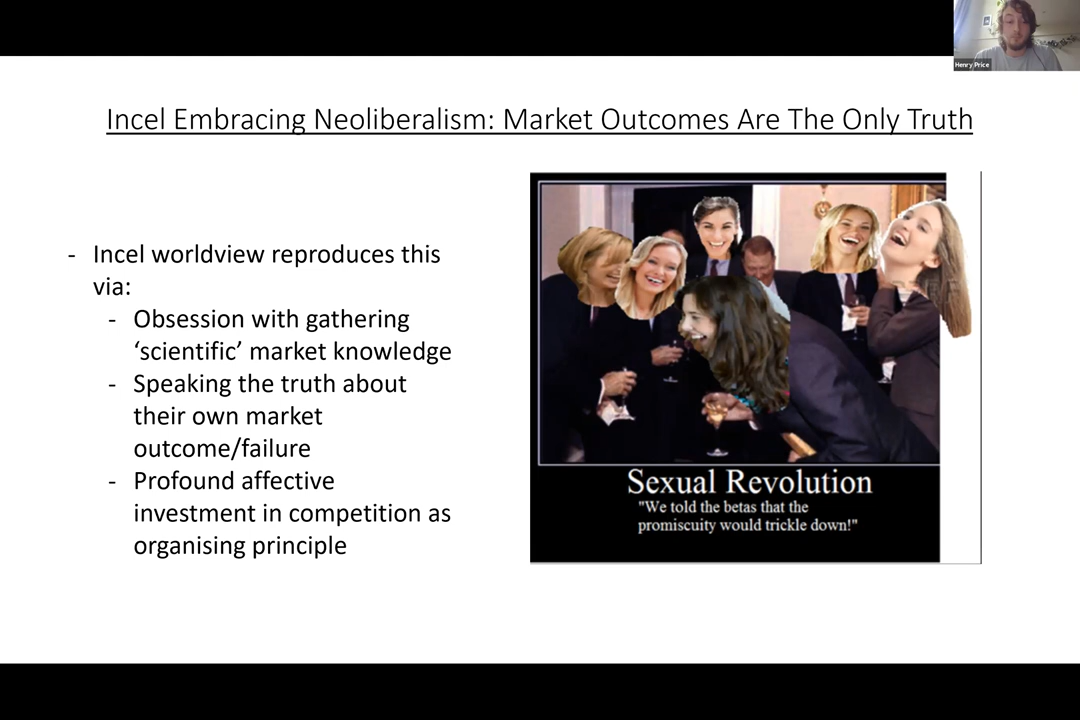 Henry Price
Incel Embracing Neoliberalism: Market Outcomes Are The Only Truth
- Incel worldview reproduces this
via:
- Obsession with gathering
‘scientific’ market knowledge
- Speaking the truth about
their own market
outcome/failure
- Profound affective
investment in competition as
organising principle
Sexual Revolution
"We told the betas that the
promiscuity would trickle down!"